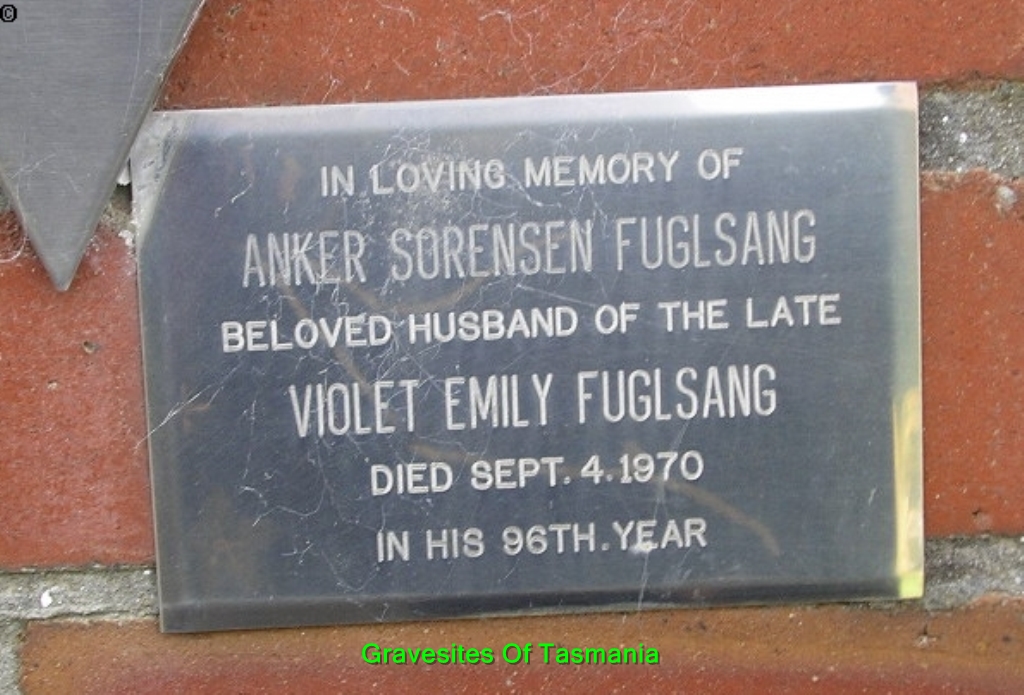 ©
IN LOVING MEMORY OF
ANKER SORENSEN FUGLSANG
BELOVED HUSBAND OF THE LATE
VIOLET EMILY FUGLSANG
DIED SEPT. 4. 1970
IN HIS 96TH. YEAR
Gravesites Of Tasmania